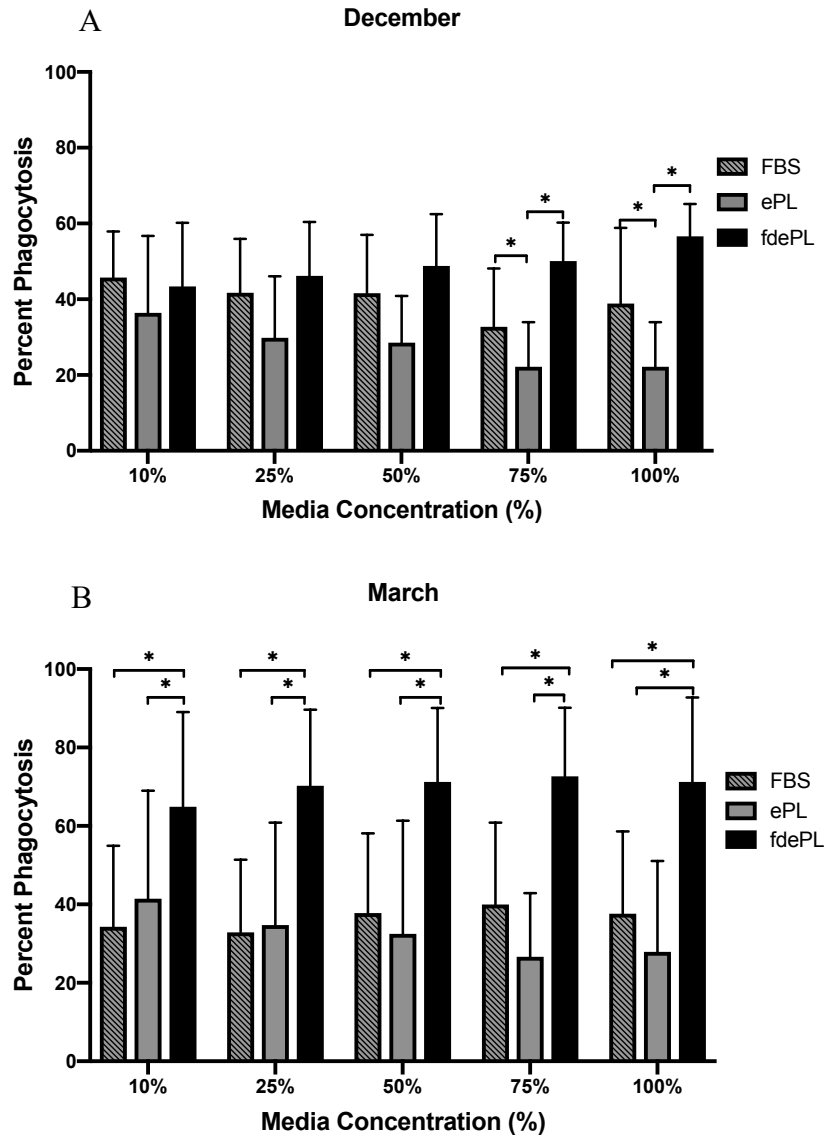 A
December
Percent Phagocytosis
100
80
60
40
20
0
* * * *
10% 25% 50% 75% 100%
Media Concentration (%)
FBS
ePL
fdePL
B
March
Percent Phagocytosis
100
80
60
40
20
0
* * * * *
* * * * *
10% 25% 50% 75% 100%
Media Concentration (%)
FBS
ePL
fdePL